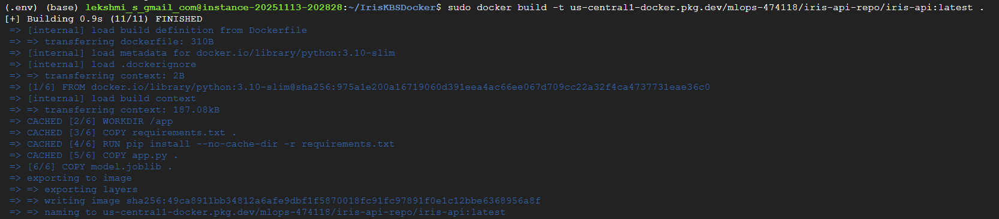 (.env) (base) lekshmi_s_gmail_com@instance-20251113-202828:~/IrisKBSDocker$ sudo docker build -t us-central1-docker.pkg.dev/mlops-474118/iris-api-repo/iris-api:latest .
[+] Building 0.9s (11/11) FINISHED
=> [internal] load build definition from Dockerfile
=> => transferring dockerfile: 310B
=> [internal] load metadata for docker.io/library/python:3.10-slim
=> [internal] load .dockerignore
=> => transferring context: 2B
=> [1/6] FROM docker.io/library/python:3.10-slim@sha256:975a1e200a16719060d391eea4ac66ee067d709cc22a32f4ca4737731eae36c0
=> [internal] load build context
=> => transferring context: 187.08kB
=> CACHED [2/6] WORKDIR /app
=> CACHED [3/6] COPY requirements.txt .
=> CACHED [4/6] RUN pip install --no-cache-dir -r requirements.txt
=> CACHED [5/6] COPY app.py .
=> [6/6] COPY model.joblib .
=> exporting to image
=> => exporting layers
=> => writing image sha256:49ca8911bb34812a6afe9dbf1f5870018fc91fc97891f0e1c12bbe6368956a8f
=> => naming to us-central1-docker.pkg.dev/mlops-474118/iris-api-repo/iris-api:latest